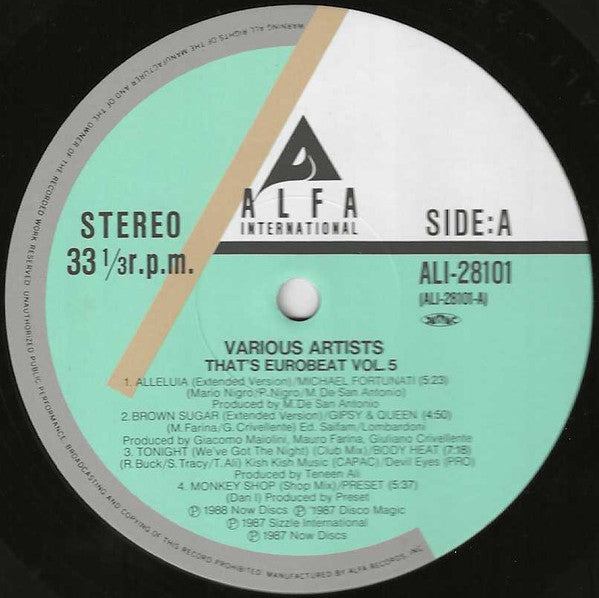 WARNING ALL RIGHTS OF THE MANUFACTURER AND OF THE OWNER OF THE RECORDED WORK RESERVED. UNAUTHORIZED PUBLIC PERFORMANCE, BROADCASTING AND COPYING OF THIS RECORD PROHIBITED. MANUFACTURED BY ALFA RECORDS, INC.
ALFA
INTERNATIONAL
STEREO
33 1/3 r.p.m.
SIDE:A
ALI-28101
(ALI-28101-A)
VARIOUS ARTISTS
THAT'S EUROBEAT VOL. 5
1. ALLELUIA (Extended Version)/MICHAEL FORTUNATI (5:23)
(Mario Nigro/P.Nigro/M.De San Antonio)
Produced by M.De San Antonio
2. BROWN SUGAR (Extended Version)/GIPSY & QUEEN (4:50)
(M.Farina/G.Crivellente) Ed. Saifam/Lombardoni
Produced by Giacomo Maiolini, Mauro Farina, Giuliano Crivellente
3. TONIGHT (We've Got The Night) (Club Mix)/BODY HEAT (7:18)
(R.Buck/S.Tracy/T.Ali) Kish Kish Music (CAPAC)/Devil Eyes (PRO)
Produced by Teneen Ali
4. MONKEY SHOP (Shop Mix)/PRESET (5:37)
(Dan I) Produced by Preset
Ⓟ 1988 Now Discs Ⓟ 1987 Disco Magic
Ⓟ 1987 Sizzle International
Ⓟ 1987 Now Discs